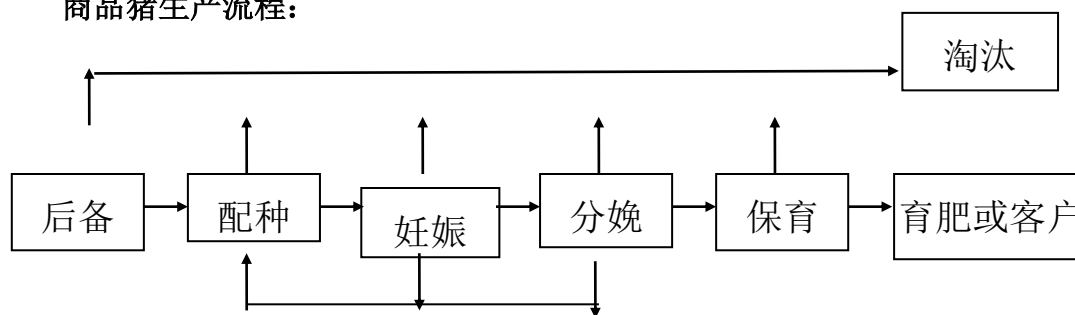 商品猪生产流程：
淘汰
后备
配种
妊娠
分娩
保育
育肥或客户